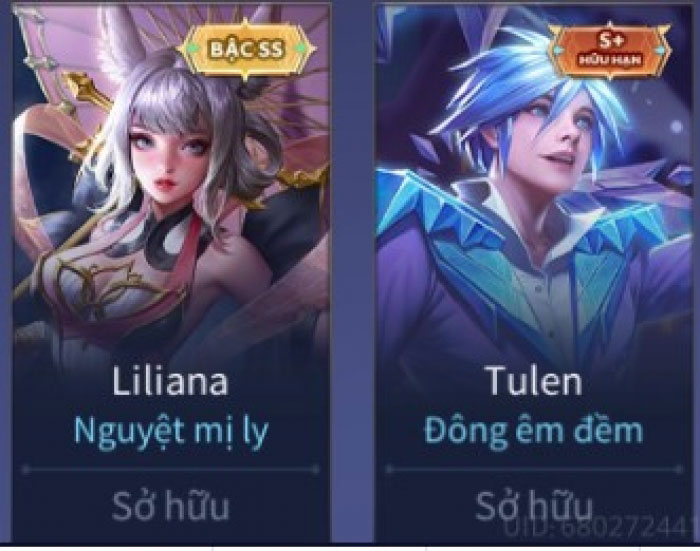 BẬC SS
S+
HỮU HẠN
Liliana
Tulen
Nguyệt mị ly
Đông êm đềm
Sở hữu
Sở hữu
UID: 680272441